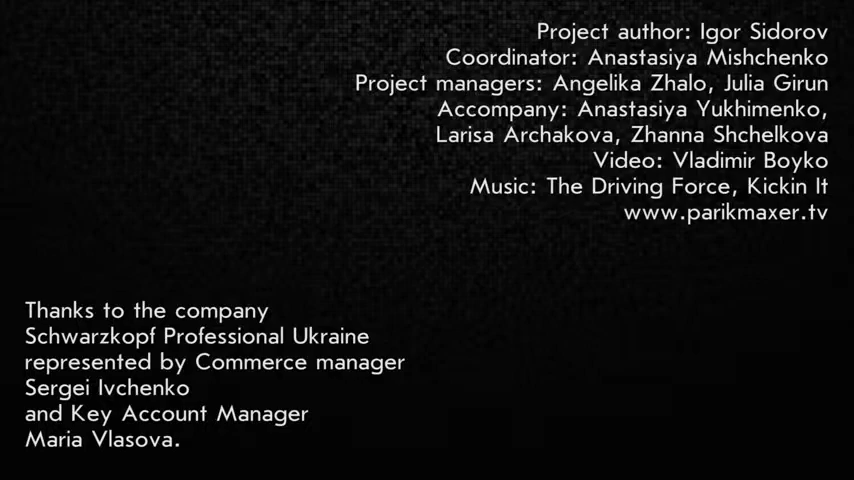 Project author: Igor Sidorov
Coordinator: Anastasiya Mishchenko
Project managers: Angelika Zhalo, Julia Girun
Accompany: Anastasiya Yukhimenko,
Larisa Archakova, Zhanna Shchelkova
Video: Vladimir Boyko
Music: The Driving Force, Kickin It
www.parikmaxer.tv
Thanks to the company
Schwarzkopf Professional Ukraine
represented by Commerce manager
Sergei Ivchenko
and Key Account Manager
Maria Vlasova.